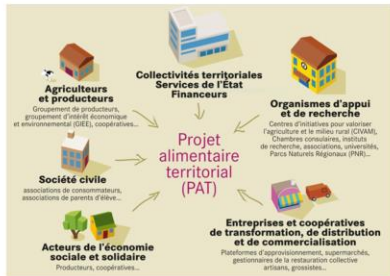 Collectivités territoriales
Services de l'État
Financeurs
Agriculteurs
et producteurs
Groupement de producteurs,
groupement d'intérêt économique
et environnemental (GIEE), coopératives...
Organismes d'appui
et de recherche
Centres d'initiatives pour valoriser
l'agriculture et le milieu rural (CIVAM),
Chambres consulaires, instituts
de recherche, associations, universités,
Parcs Naturels Régionaux (PNR)...
Projet
alimentaire
territorial
(PAT)
Société civile
associations de consommateurs,
associations de parents d'élève...
Acteurs de l'économie
sociale et solidaire
Producteurs, coopératives...
Entreprises et coopératives
de transformation, de distribution
et de commercialisation
Plateformes d'approvisionnement, supermarchés,
gestionnaires de la restauration collective
artisans, grossistes...